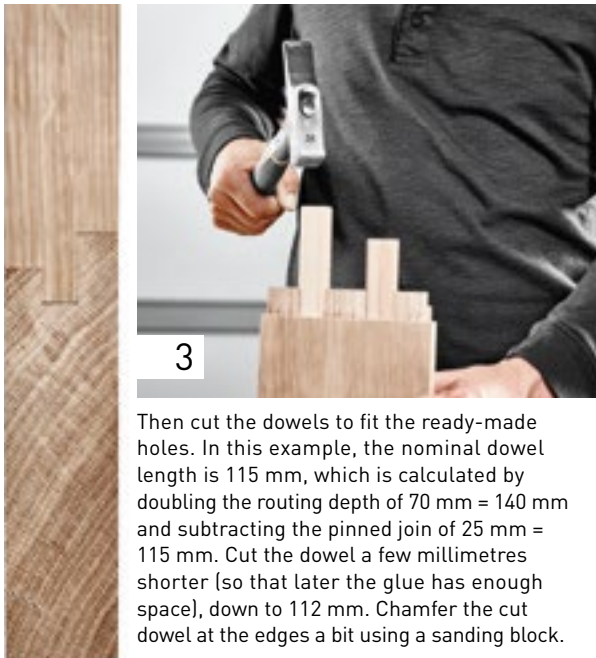 3
Then cut the dowels to fit the ready-made
holes. In this example, the nominal dowel
length is 115 mm, which is calculated by
doubling the routing depth of 70 mm = 140 mm
and subtracting the pinned join of 25 mm =
115 mm. Cut the dowel a few millimetres
shorter (so that later the glue has enough
space), down to 112 mm. Chamfer the cut
dowel at the edges a bit using a sanding block.